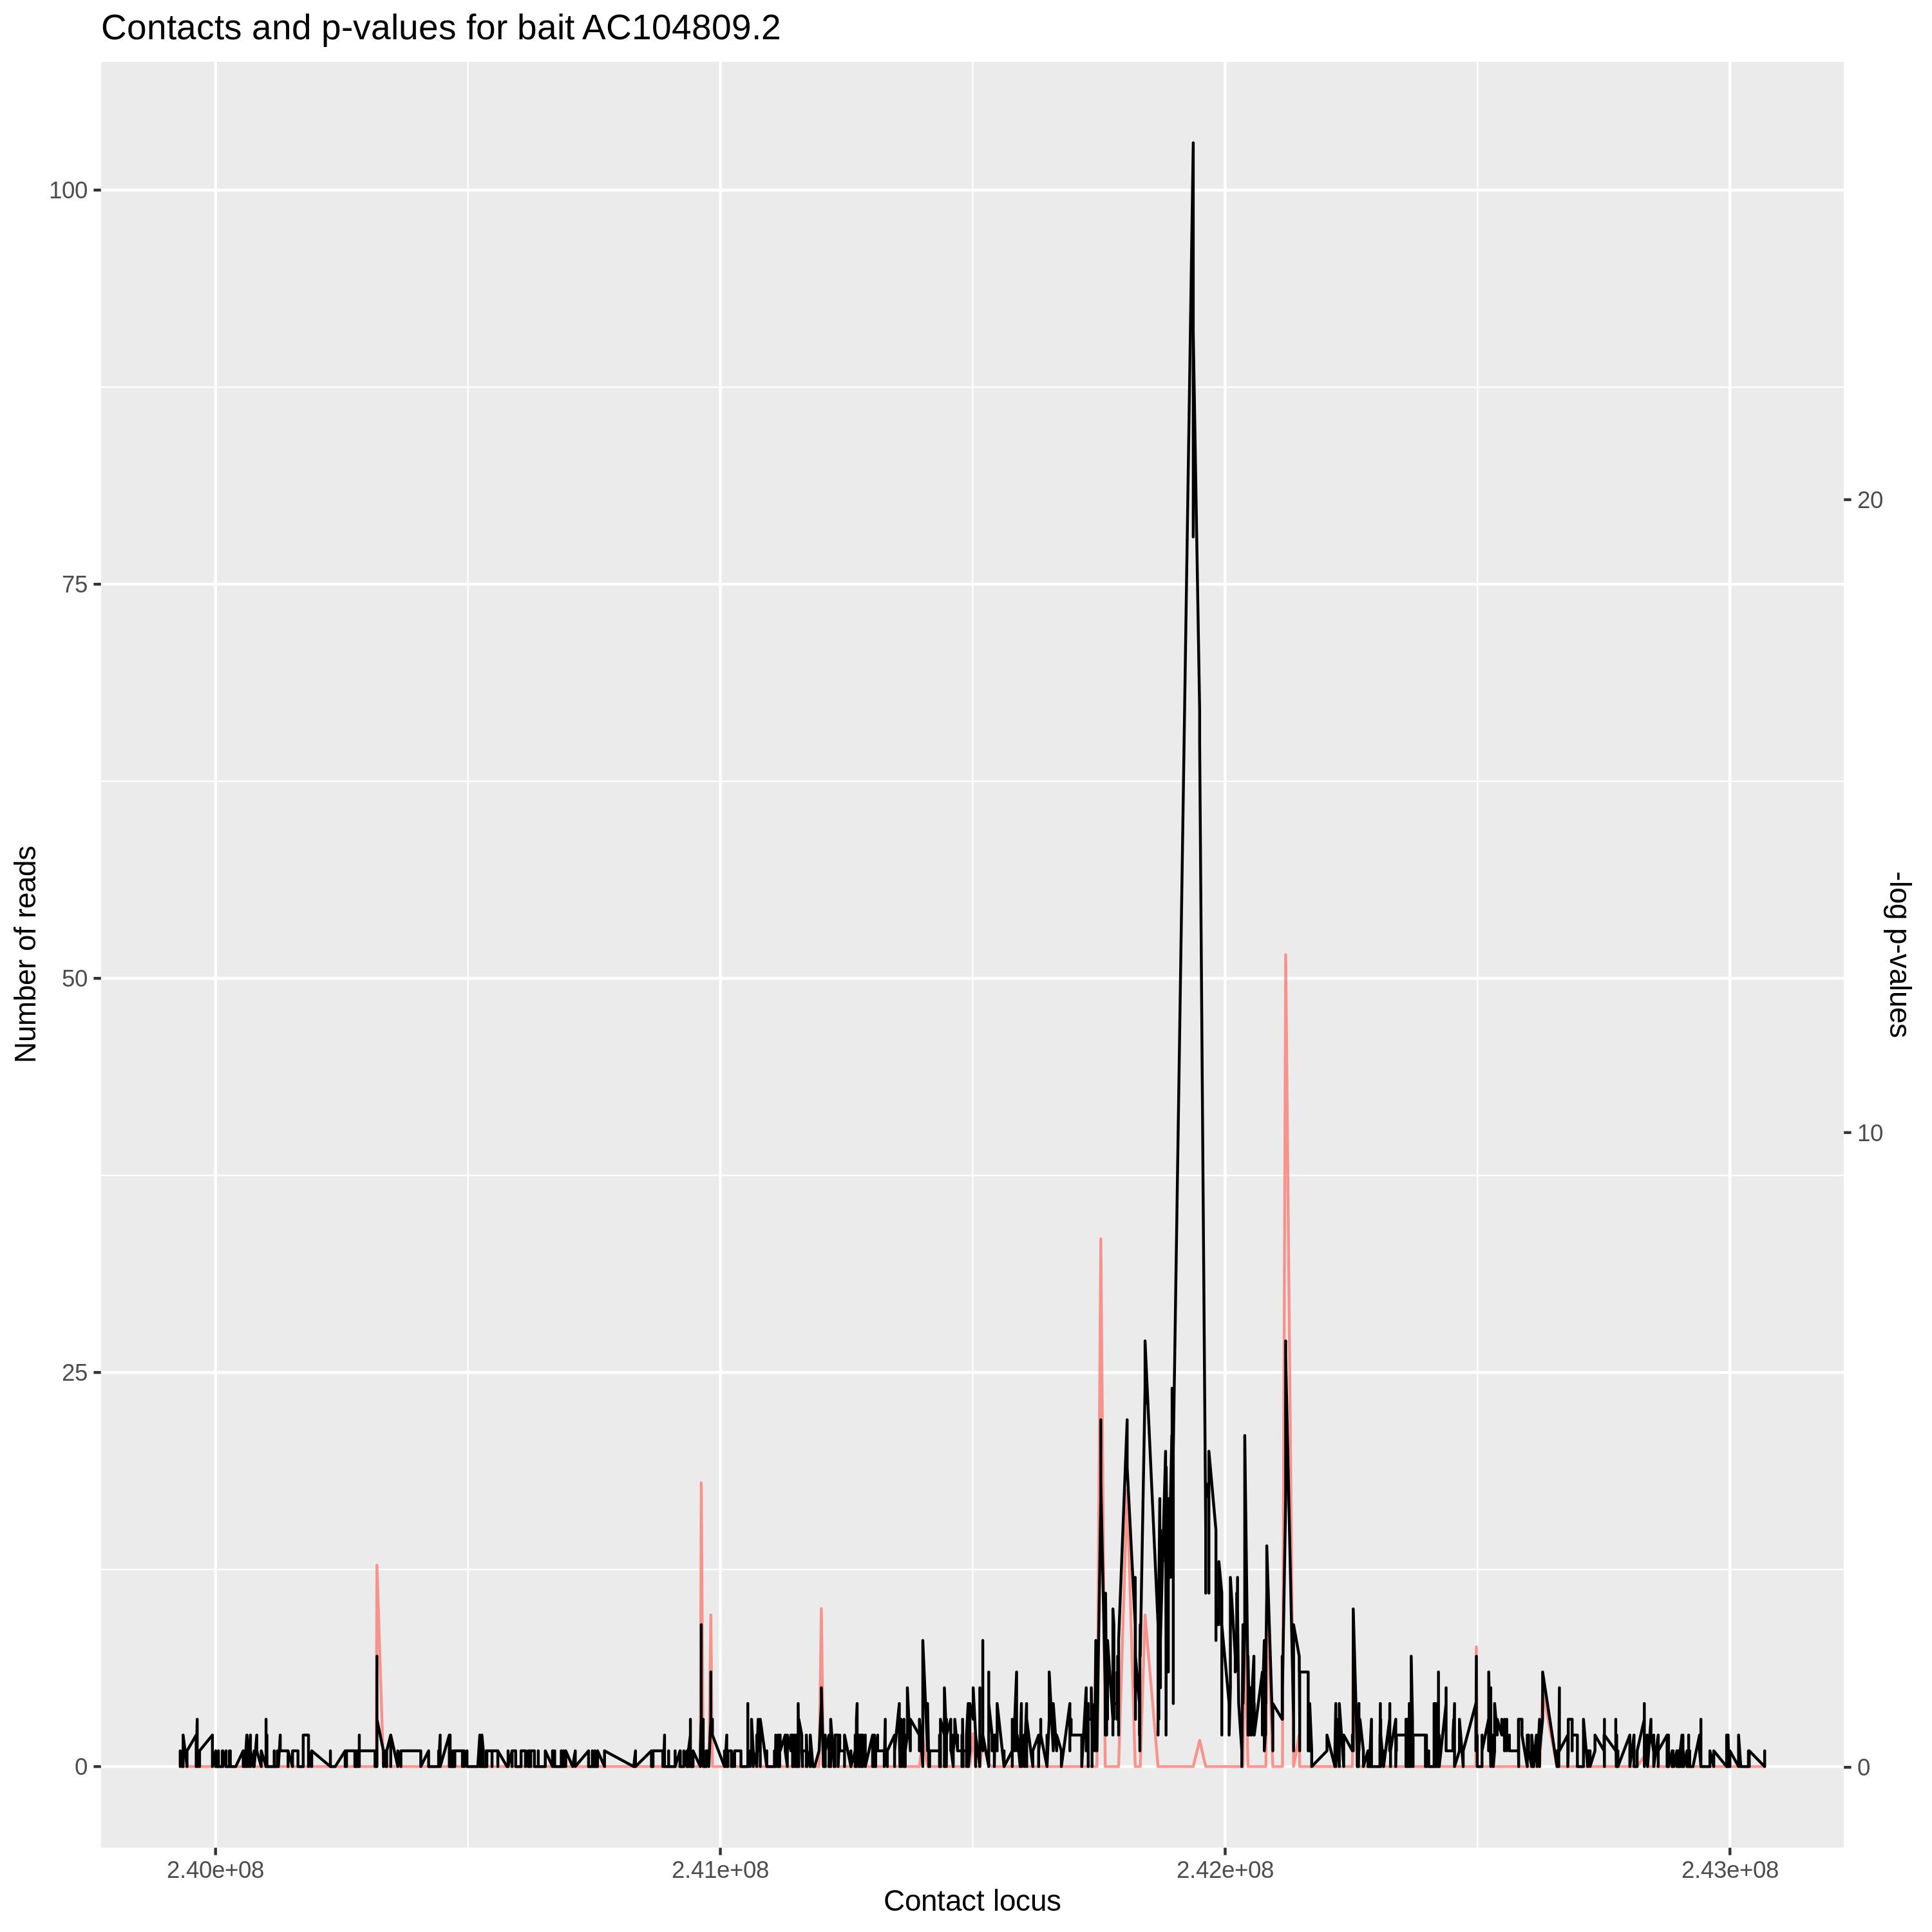 Contacts and p-values for bait AC104809.2
100
75
50
25
0
Number of reads
20
10
0
-log p-values
2.40e+08
2.41e+08
2.42e+08
2.43e+08
Contact locus